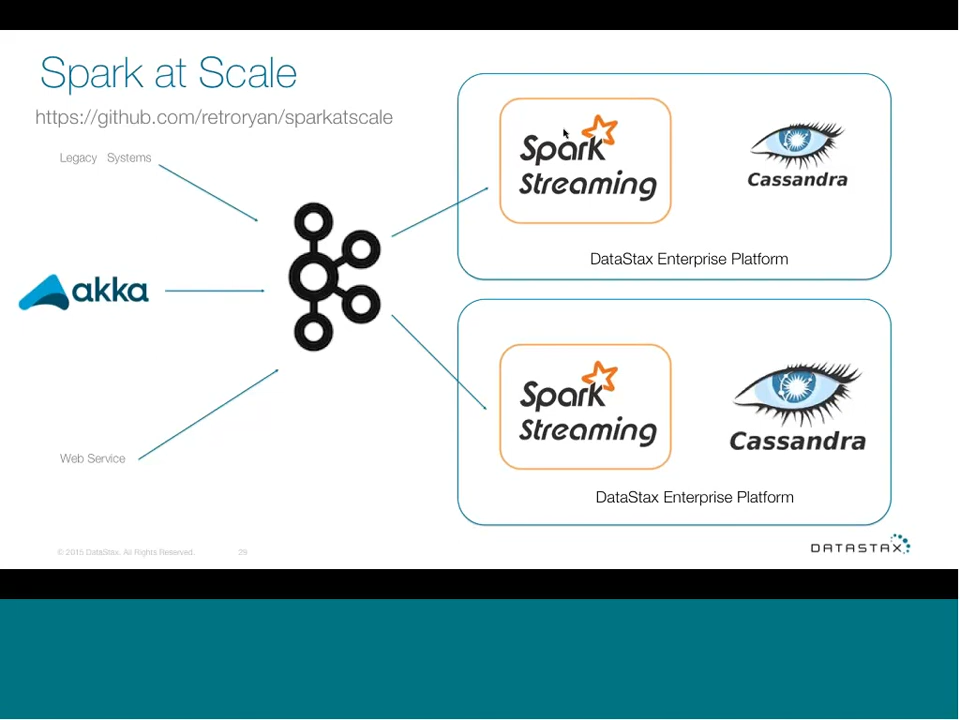 Spark at Scale
https://github.com/retroryan/sparkatscale
Legacy Systems
akka
Web Service
Spark
Streaming
Cassandra
DataStax Enterprise Platform
Spark
Streaming
Cassandra
DataStax Enterprise Platform
© 2015 DataStax. All Rights Reserved.
29
DATASTAX